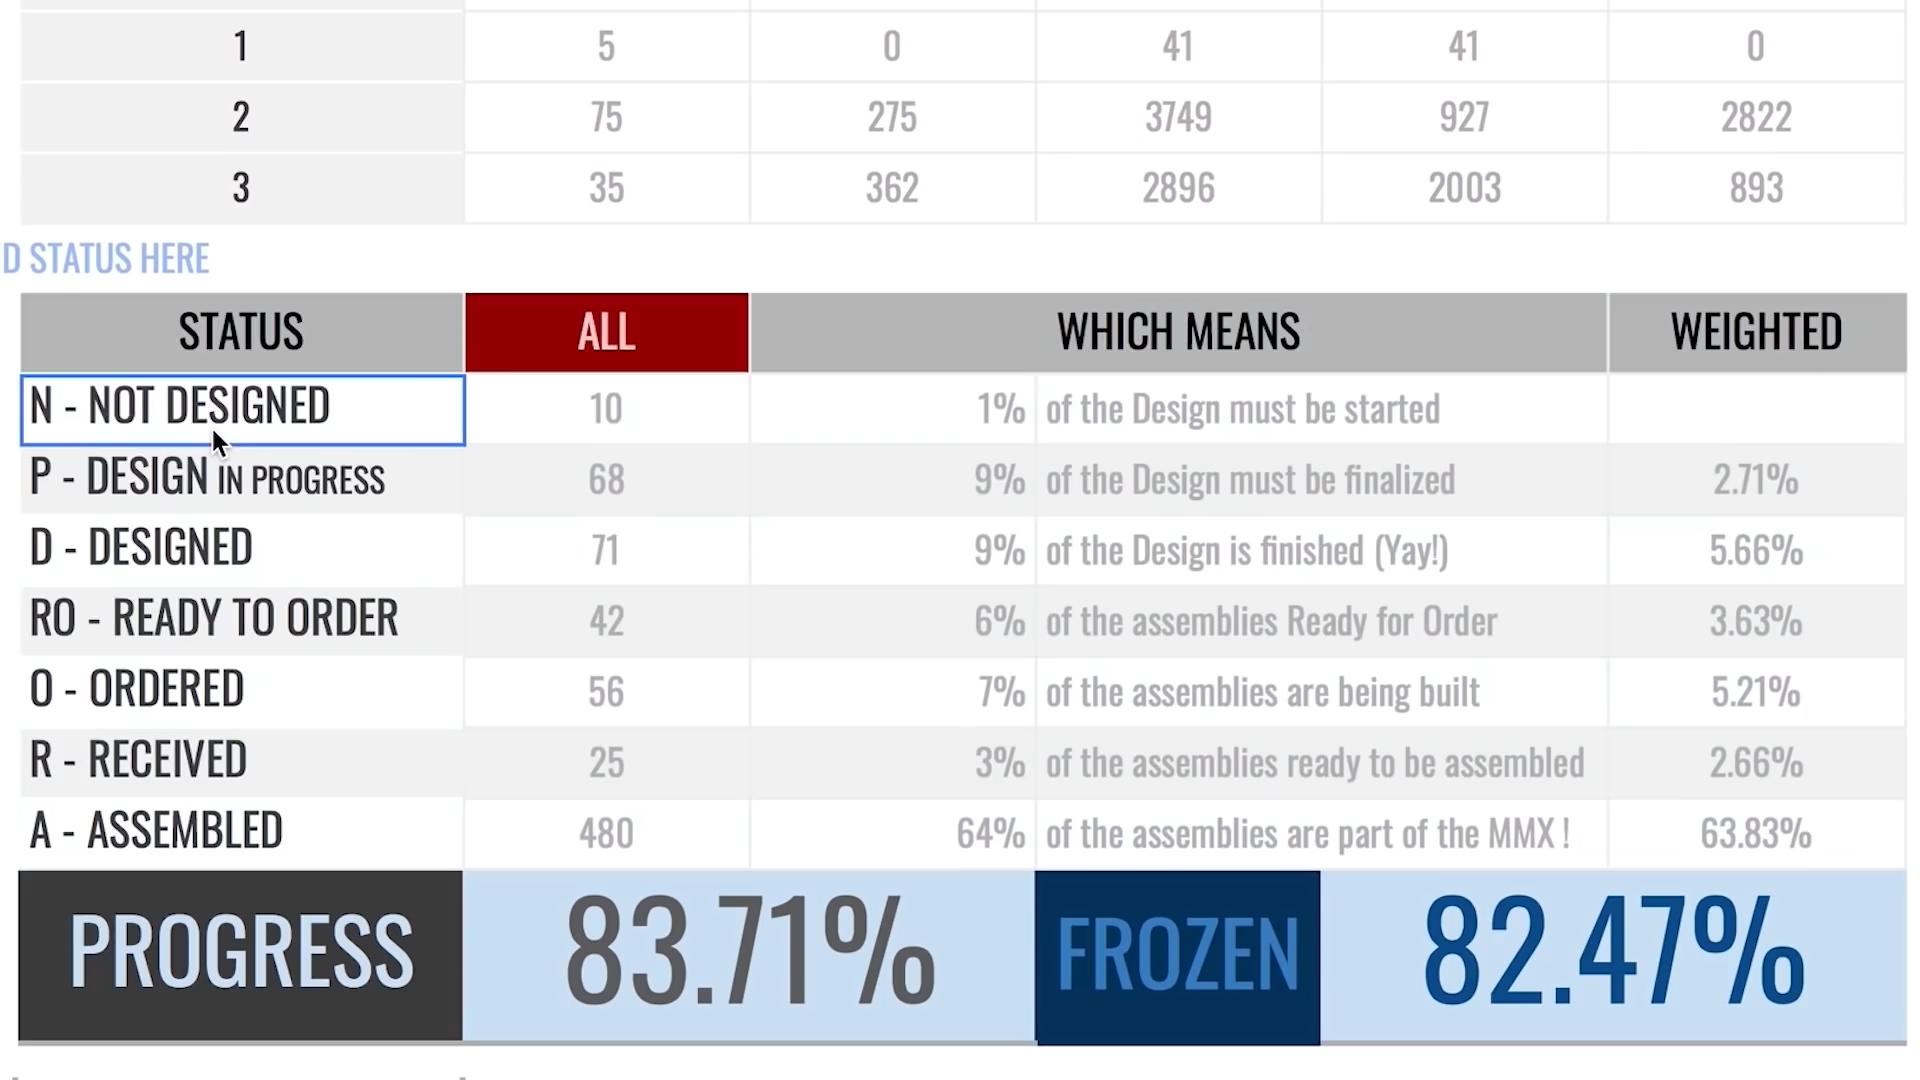 1 5 0 41 41 0
2 75 275 3749 927 2822
3 35 362 2896 2003 893
D STATUS HERE
STATUS ALL WHICH MEANS WEIGHTED
N - NOT DESIGNED 10 1% of the Design must be started
P - DESIGN IN PROGRESS 68 9% of the Design must be finalized 2.71%
D - DESIGNED 71 9% of the Design is finished (Yay!) 5.66%
RO - READY TO ORDER 42 6% of the assemblies Ready for Order 3.63%
O - ORDERED 56 7% of the assemblies are being built 5.21%
R - RECEIVED 25 3% of the assemblies ready to be assembled 2.66%
A - ASSEMBLED 480 64% of the assemblies are part of the MMX ! 63.83%
PROGRESS 83.71% FROZEN 82.47%